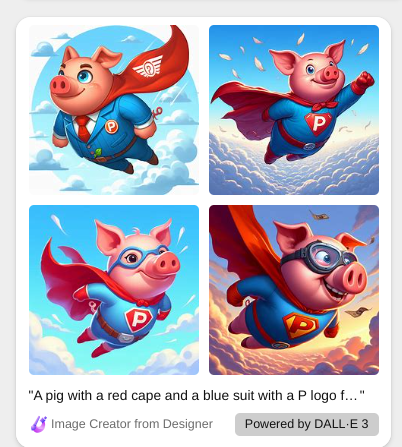 P
P
P
P
"A pig with a red cape and a blue suit with a P logo f... "
Image Creator from Designer
Powered by DALL·E 3